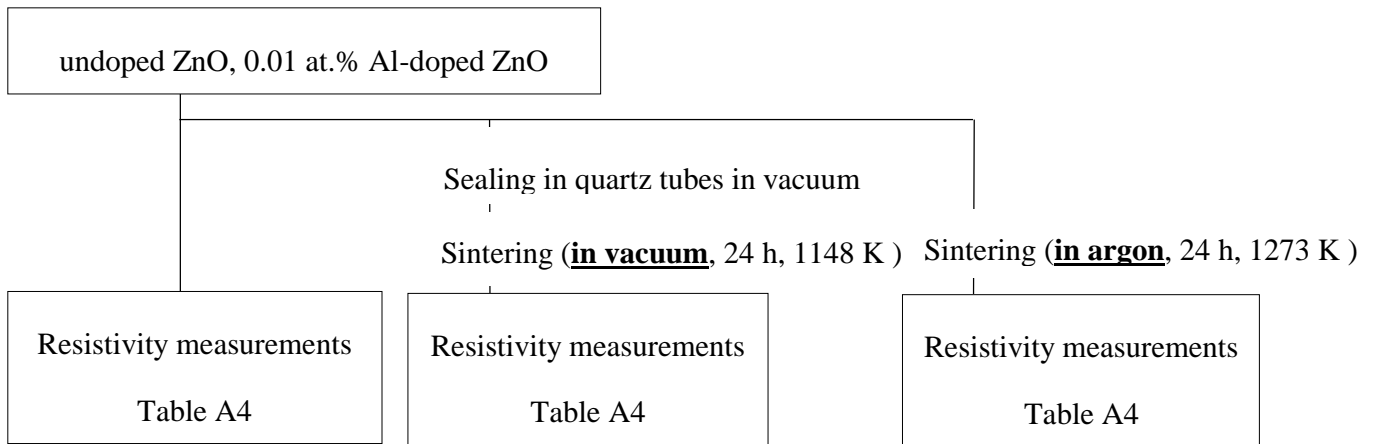 undoped ZnO, 0.01 at.% Al-doped ZnO
Sealing in quartz tubes in vacuum
Sintering (in vacuum, 24 h, 1148 K )
Sintering (in argon, 24 h, 1273 K )
Resistivity measurements
Table A4
Resistivity measurements
Table A4
Resistivity measurements
Table A4